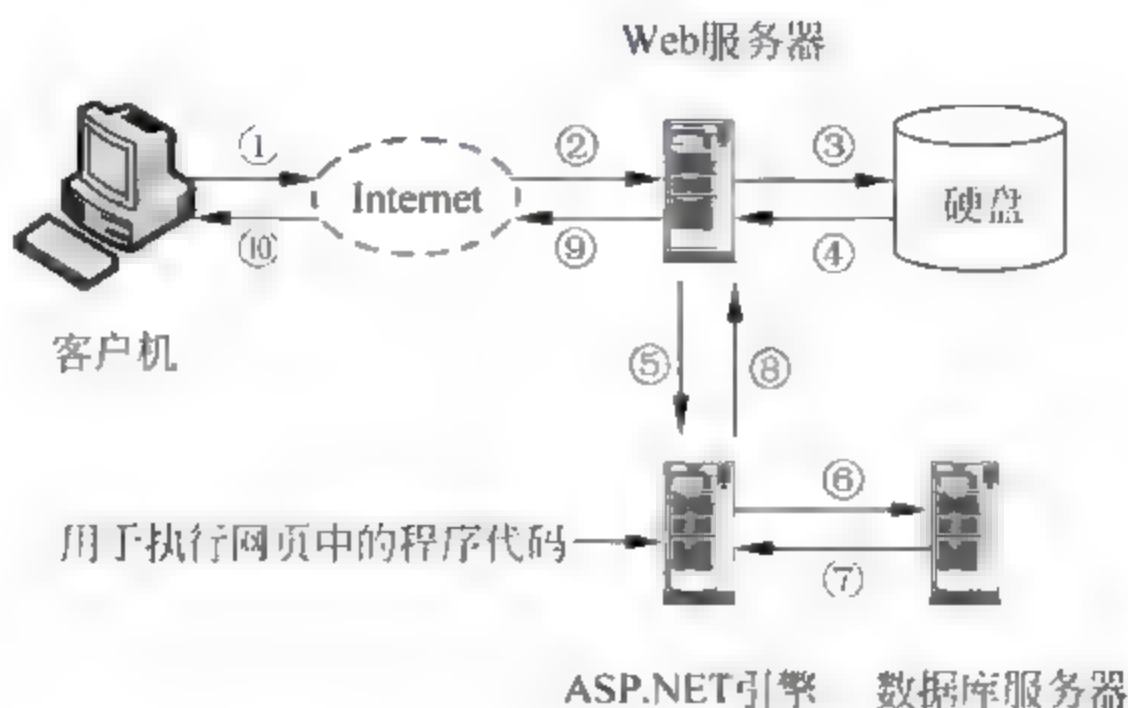 Web服务器
①
②
③
Internet
硬盘
⑩
⑨
④
客户机
⑤
⑧
⑥
用于执行网页中的程序代码
⑦
ASP.NET引擎
数据库服务器